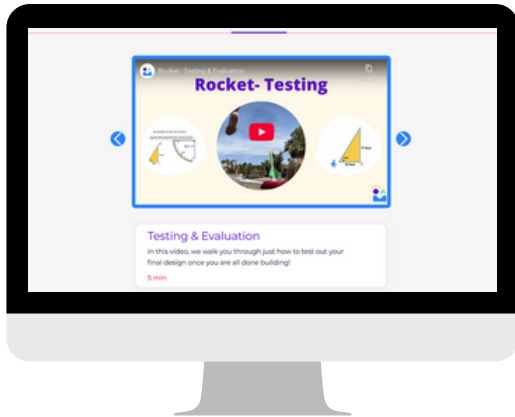 Rocket - Testing & Evaluation
Rocket- Testing
Testing & Evaluation
In this video, we walk you through just how to test out your
final design once you are all done building!
5 min